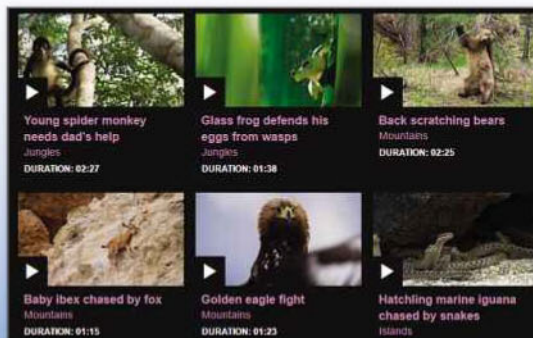 Young spider monkey
needs dad's help
Jungles
DURATION: 02:27
Glass frog defends his
eggs from wasps
Jungles
DURATION: 01:38
Back scratching bears
Mountains
DURATION: 02:25
Baby ibex chased by fox
Mountains
DURATION: 01:15
Golden eagle fight
Mountains
DURATION: 01:23
Hatchling marine iguana
chased by snakes
Islands